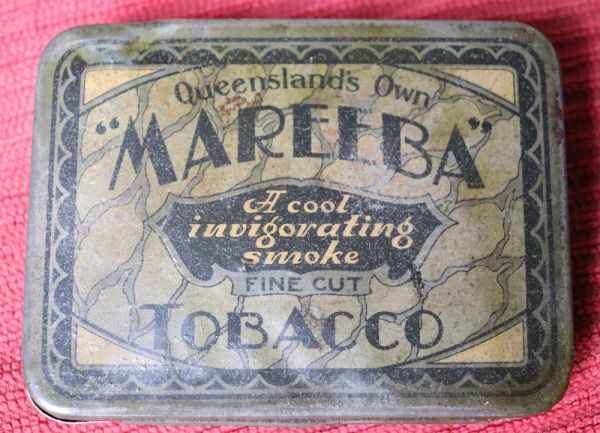 Queensland's Own
"MAREEBA"
A cool
invigorating
smoke
FINE CUT
TOBACCO